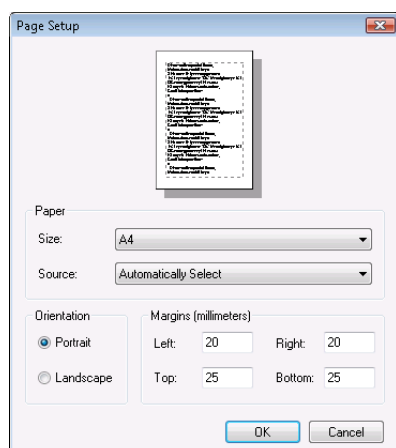 Page Setup
Paper
Size: A4
Source: Automatically Select
Orientation Margins (millimeters)
Portrait Left: 20 Right: 20
Landscape Top: 25 Bottom: 25
OK Cancel